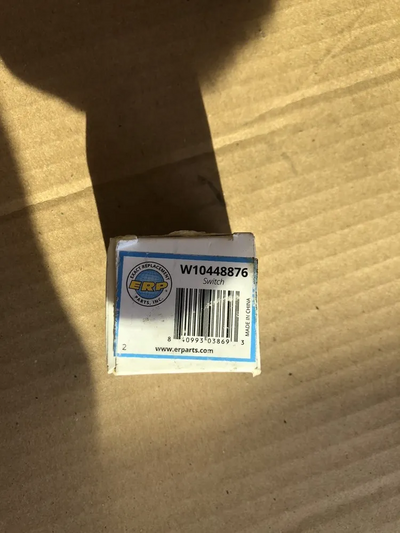 EXACT REPLACEMENT
ERP
PARTS, INC.
W10448876
Switch
8 40993 03869 3
MADE IN CHINA
2
www.erparts.com